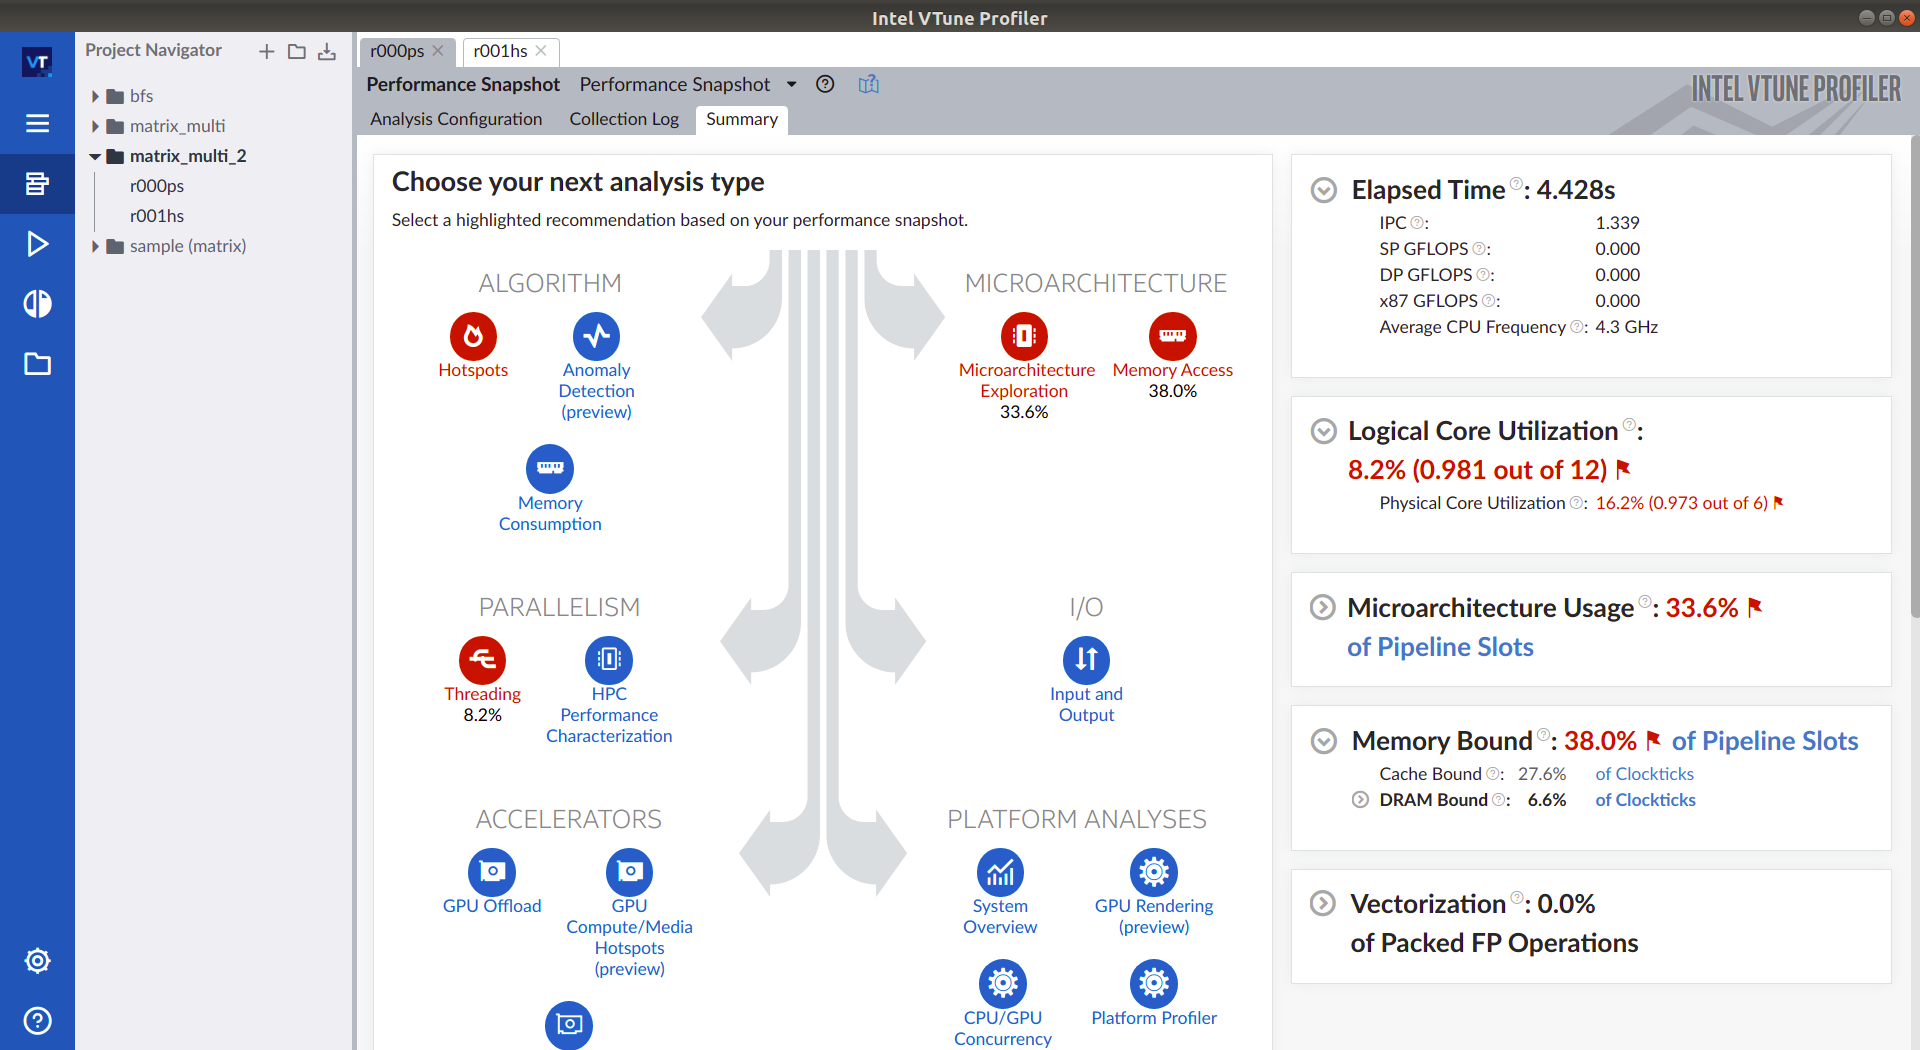 Intel VTune Profiler
VT
Project Navigator
bfs
matrix_multi
matrix_multi_2
r000ps
r001hs
sample (matrix)
r000ps
r001hs
Performance Snapshot Performance Snapshot
INTEL VTUNE PROFILER
Analysis Configuration Collection Log Summary
Choose your next analysis type
Select a highlighted recommendation based on your performance snapshot.
ALGORITHM
Hotspots
Anomaly
Detection
(preview)
Memory
Consumption
MICROARCHITECTURE
Microarchitecture
Exploration
33.6%
Memory Access
38.0%
PARALLELISM
Threading
8.2%
HPC
Performance
Characterization
I/O
Input and
Output
ACCELERATORS
GPU Offload
GPU
Compute/Media
Hotspots
(preview)
PLATFORM ANALYSES
System
Overview
GPU Rendering
(preview)
CPU/GPU
Concurrency
Platform Profiler
Elapsed Time ?: 4.428s
IPC ?: 1.339
SP GFLOPS ?: 0.000
DP GFLOPS ?: 0.000
x87 GFLOPS ?: 0.000
Average CPU Frequency ?: 4.3 GHz
Logical Core Utilization ?:
8.2% (0.981 out of 12)
Physical Core Utilization ?: 16.2% (0.973 out of 6)
Microarchitecture Usage ?: 33.6%
of Pipeline Slots
Memory Bound ?: 38.0% of Pipeline Slots
Cache Bound ?: 27.6% of Clockticks
DRAM Bound ?: 6.6% of Clockticks
Vectorization ?: 0.0%
of Packed FP Operations